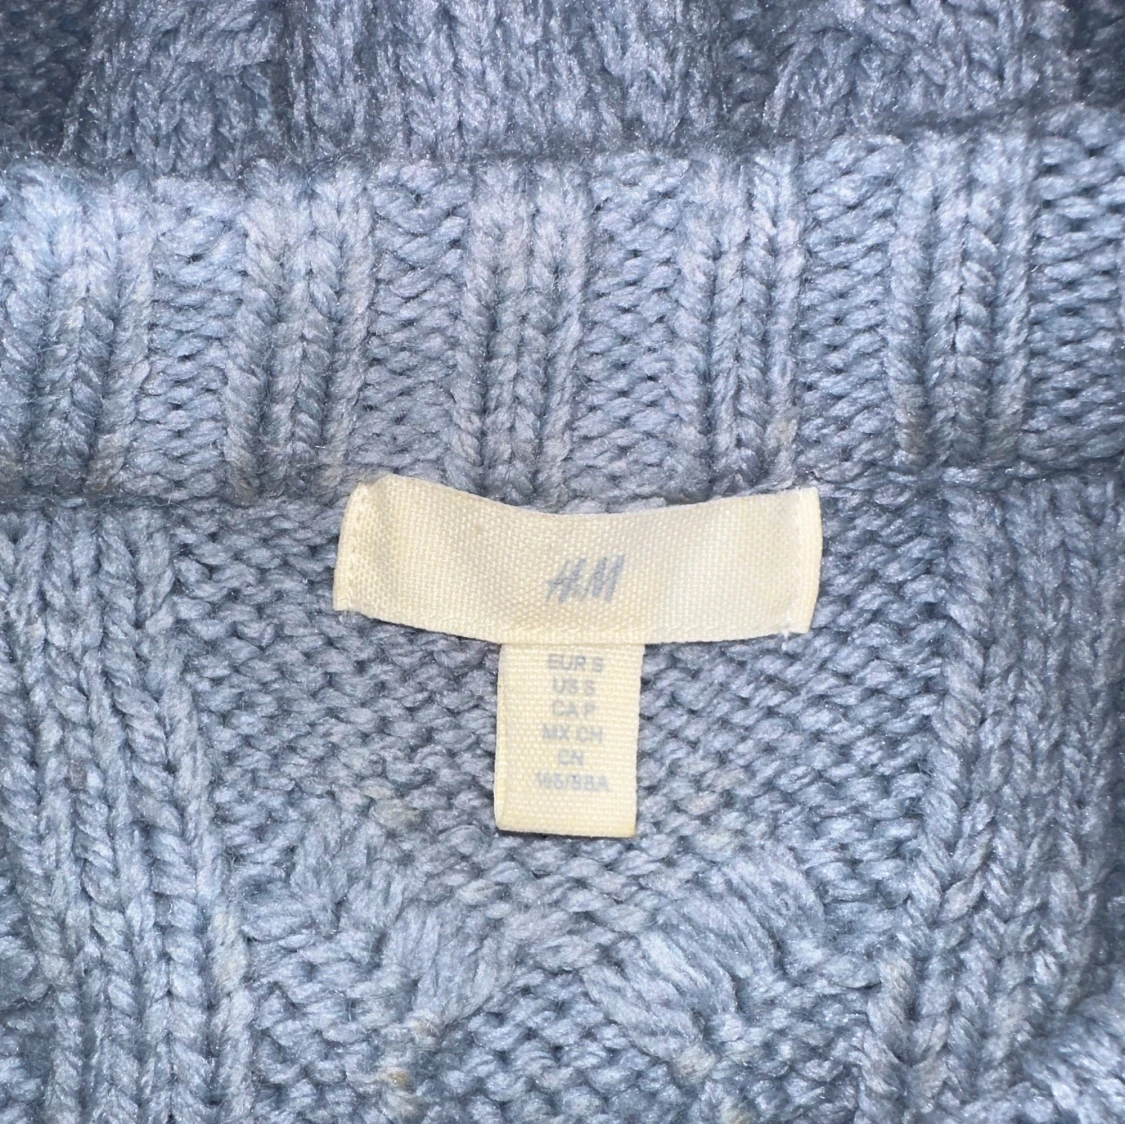 H&M
EUR S
US S
CA P
MX CH
CN
165/88A